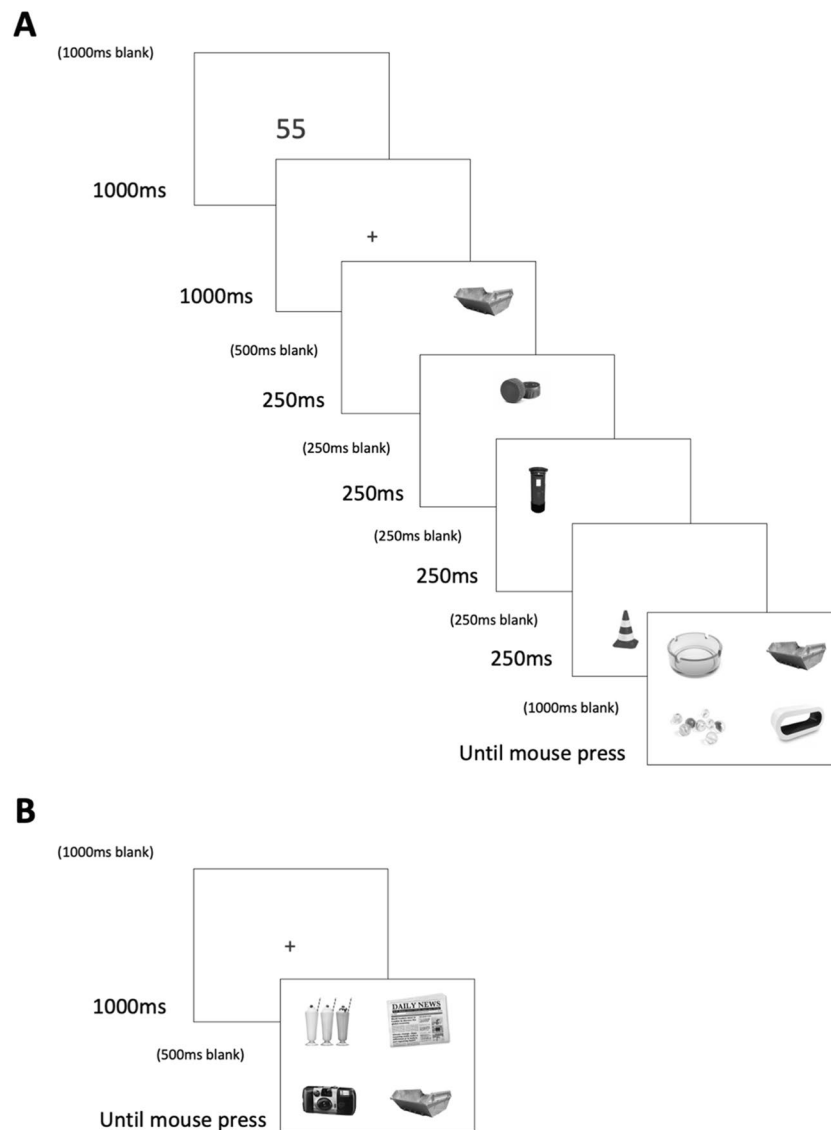 A
(1000ms blank)
55
1000ms
+
1000ms
(500ms blank)
250ms
(250ms blank)
250ms
(250ms blank)
250ms
(250ms blank)
250ms
(1000ms blank)
Until mouse press
B
(1000ms blank)
+
1000ms
DAILY NEWS
(500ms blank)
Until mouse press